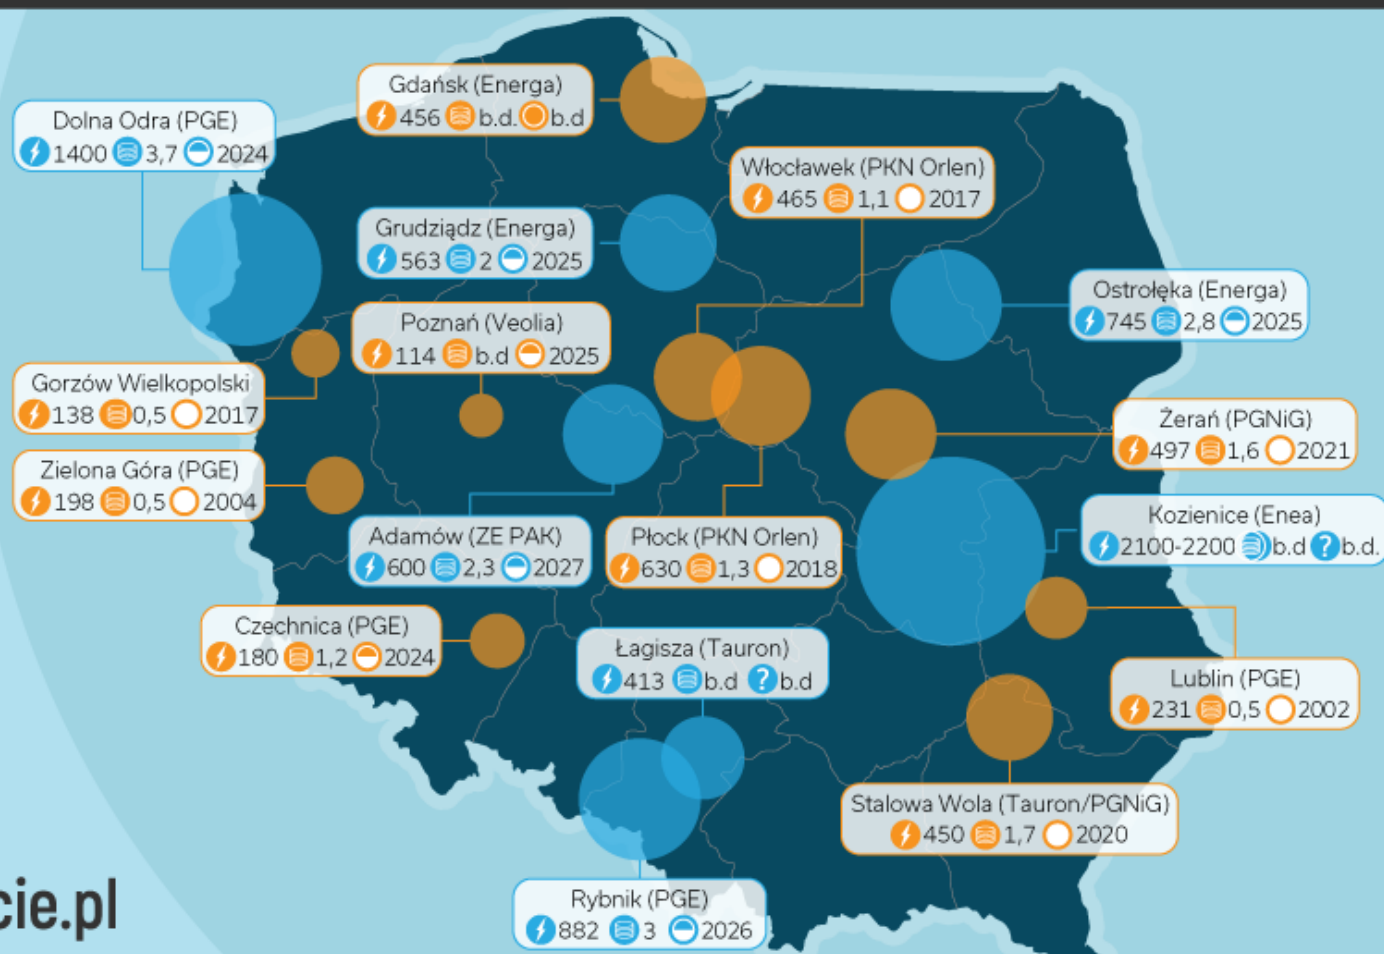 Gdańsk (Energa)
456 b.d. b.d
Dolna Odra (PGE)
1400 3,7 2024
Włocławek (PKN Orlen)
465 1,1 2017
Grudziądz (Energa)
563 2 2025
Ostrołęka (Energa)
745 2,8 2025
Poznań (Veolia)
114 b.d 2025
Gorzów Wielkopolski
138 0,5 2017
Żerań (PGNiG)
497 1,6 2021
Zielona Góra (PGE)
198 0,5 2004
Kozienice (Enea)
2100-2200 b.d ? b.d.
Adamów (ZE PAK)
600 2,3 2027
Płock (PKN Orlen)
630 1,3 2018
Czechnica (PGE)
180 1,2 2024
Łagisza (Tauron)
413 b.d ? b.d
Lublin (PGE)
231 0,5 2002
Stalowa Wola (Tauron/PGNiG)
450 1,7 2020
Rybnik (PGE)
882 3 2026
cie.pl